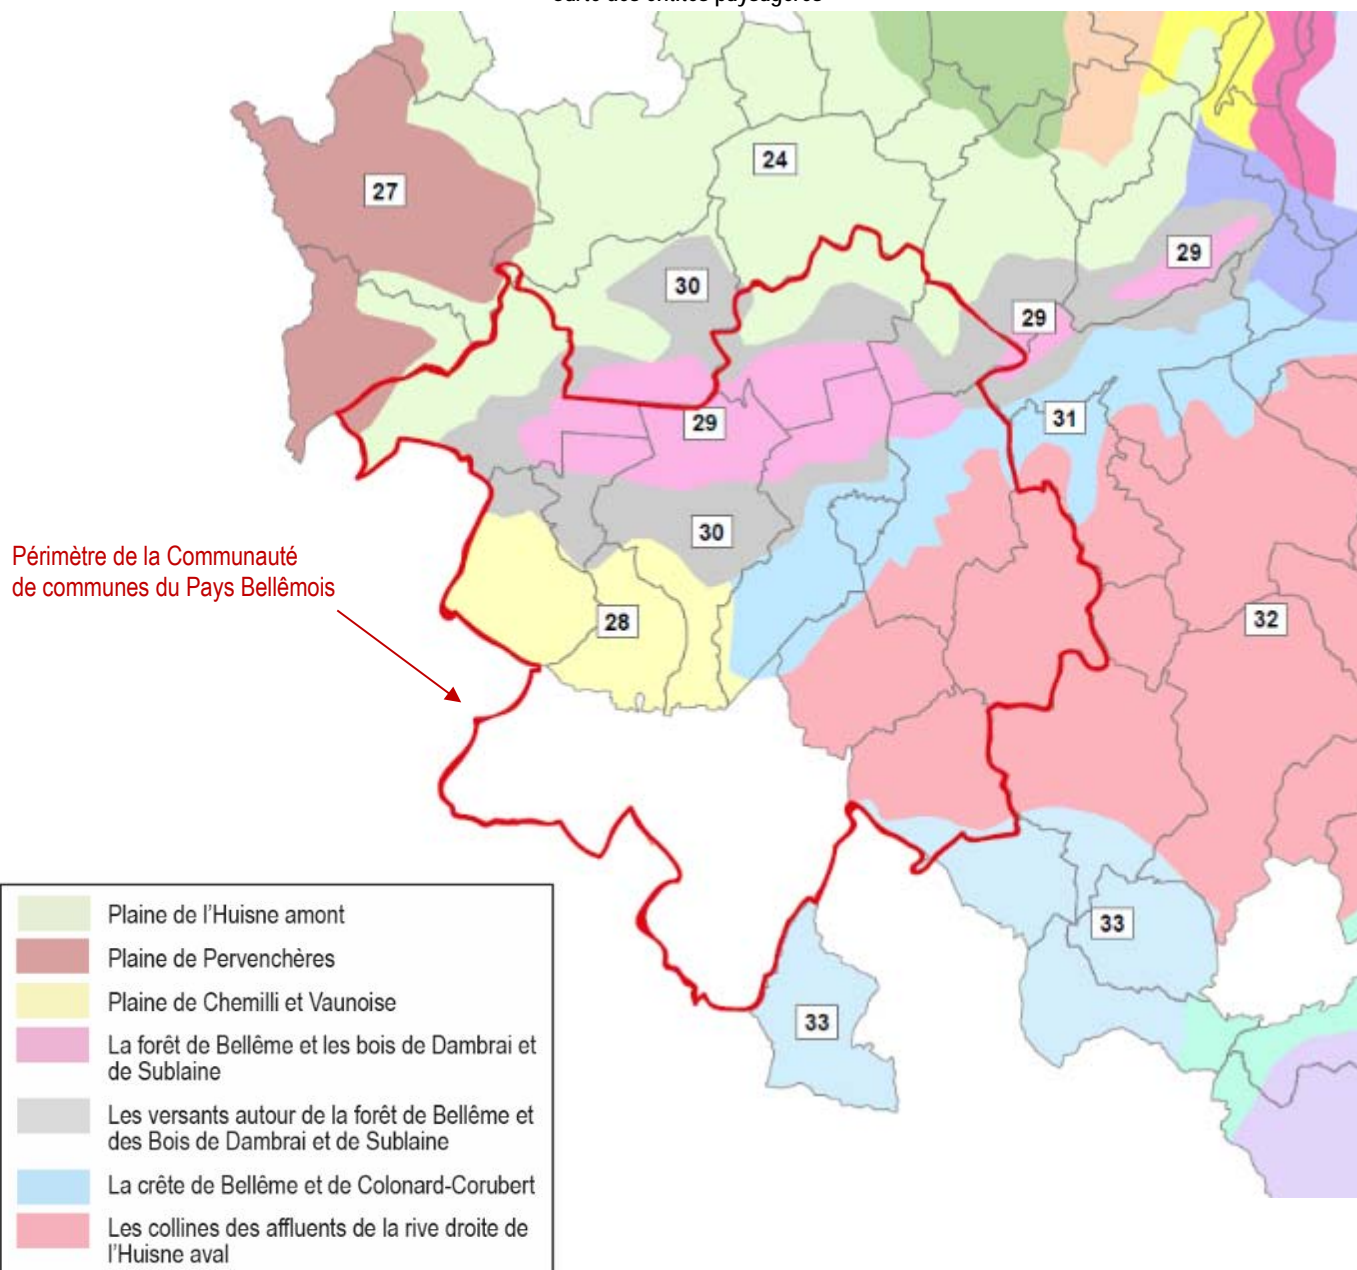 Carte des entités paysagères
24
27
29
30
29
31
29
30
Périmètre de la Communauté
de communes du Pays Bellêmois
28
32
Plaine de l'Huisne amont
33
Plaine de Pervenchères
Plaine de Chemilli et Vaunoise
33
La forêt de Bellême et les bois de Dambrai et
de Sublaine
Les versants autour de la forêt de Bellême et
des Bois de Dambrai et de Sublaine
La crête de Bellême et de Colonard-Corubert
Les collines des affluents de la rive droite de
l'Huisne aval